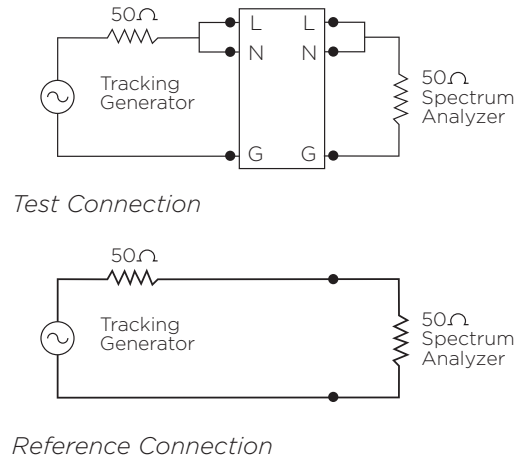 50Ω
L L
N N
Tracking
Generator
50Ω
Spectrum
Analyzer
G G
Test Connection
50Ω
Tracking
Generator
50Ω
Spectrum
Analyzer
Reference Connection